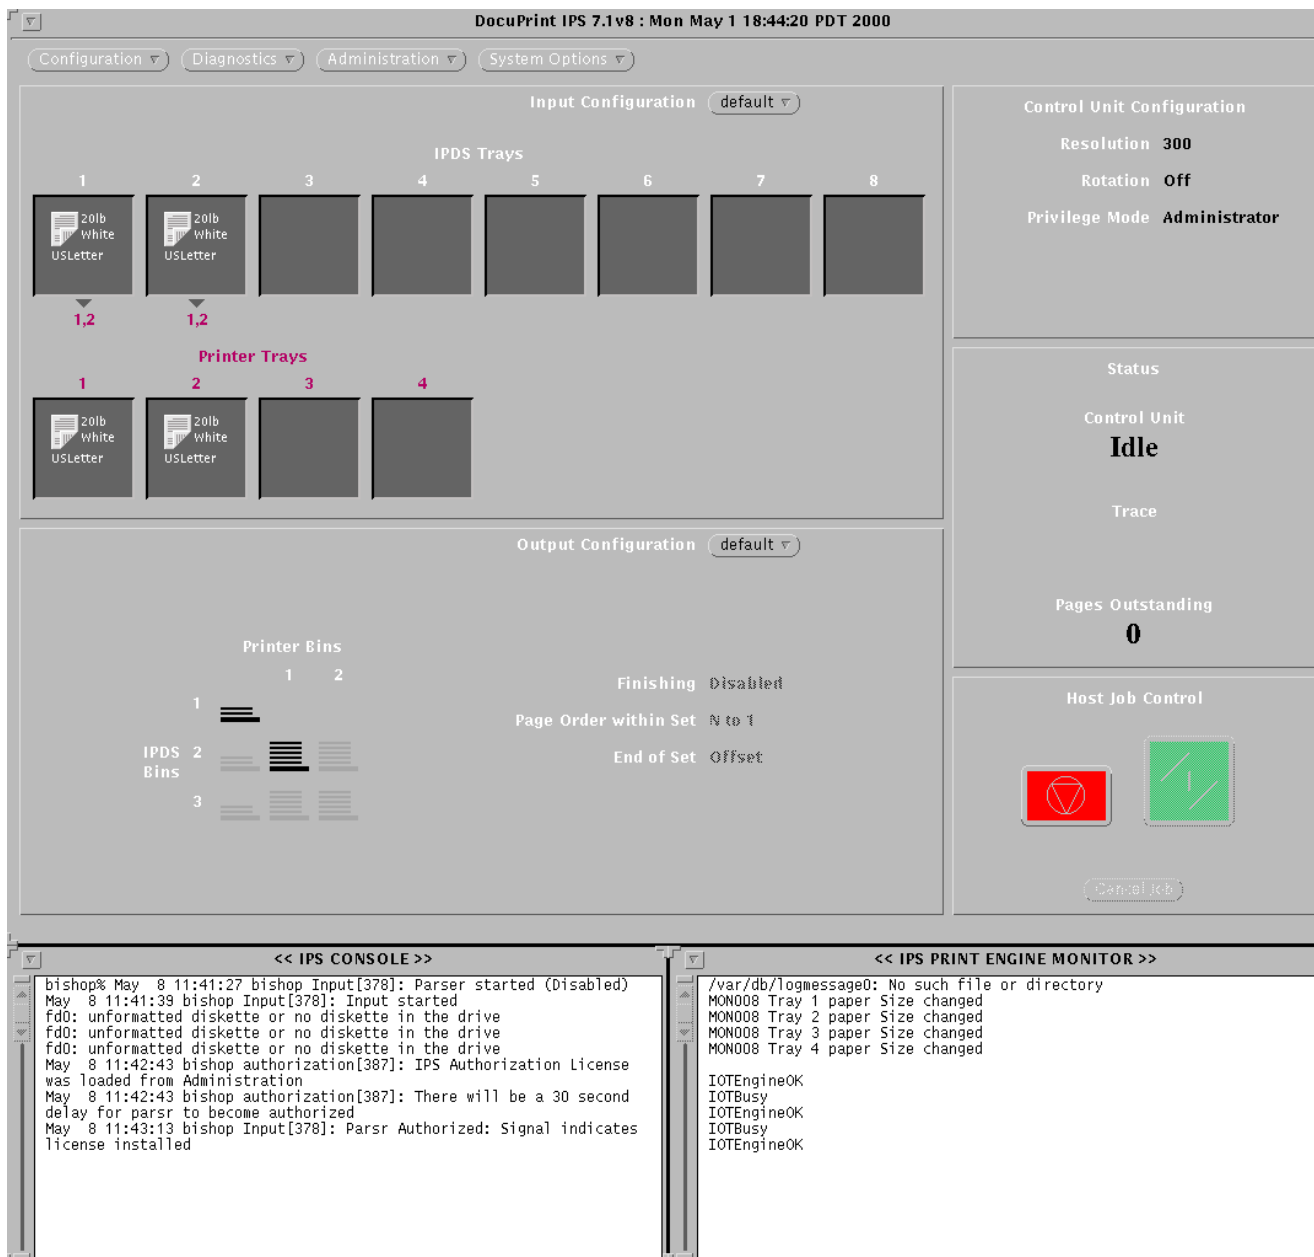 DocuPrint IPS 7.1v8 : Mon May 1 18:44:20 PDT 2000
Configuration Diagnostics Administration System Options
Input Configuration default
IPDS Trays
1 2 3 4 5 6 7 8
20lb White USLetter
20lb White USLetter
1,2 1,2
Printer Trays
1 2 3 4
20lb White USLetter
20lb White USLetter
Control Unit Configuration
Resolution 300
Rotation Off
Privilege Mode Administrator
Status
Control Unit
Idle
Trace
Pages Outstanding
0
Output Configuration default
Printer Bins
1 2
1
IPDS Bins 2
3
Finishing Disabled
Page Order within Set N to 1
End of Set Offset
Host Job Control
Cancel Job
<< IPS CONSOLE >>
bishop% May  8 11:41:27 bishop Input[378]: Parser started (Disabled)
May  8 11:41:39 bishop Input[378]: Input started
fd0: unformatted diskette or no diskette in the drive
fd0: unformatted diskette or no diskette in the drive
fd0: unformatted diskette or no diskette in the drive
May  8 11:42:43 bishop authorization[387]: IPS Authorization License
was loaded from Administration
May  8 11:42:43 bishop authorization[387]: There will be a 30 second
delay for parsr to become authorized
May  8 11:43:13 bishop Input[378]: Parsr Authorized: Signal indicates
license installed
<< IPS PRINT ENGINE MONITOR >>
/var/db/logmessage0: No such file or directory
MON008 Tray 1 paper Size changed
MON008 Tray 2 paper Size changed
MON008 Tray 3 paper Size changed
MON008 Tray 4 paper Size changed
IOTEngineOK
IOTBusy
IOTEngineOK
IOTBusy
IOTEngineOK